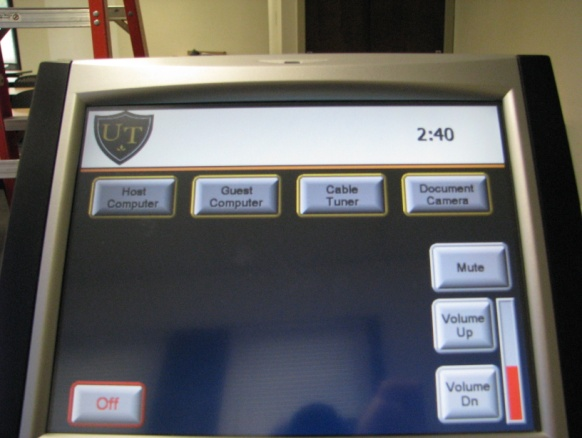 UT
2:40
Host
Computer
Guest
Computer
Cable
Tuner
Document
Camera
Mute
Volume
Up
Volume
Dn
Off